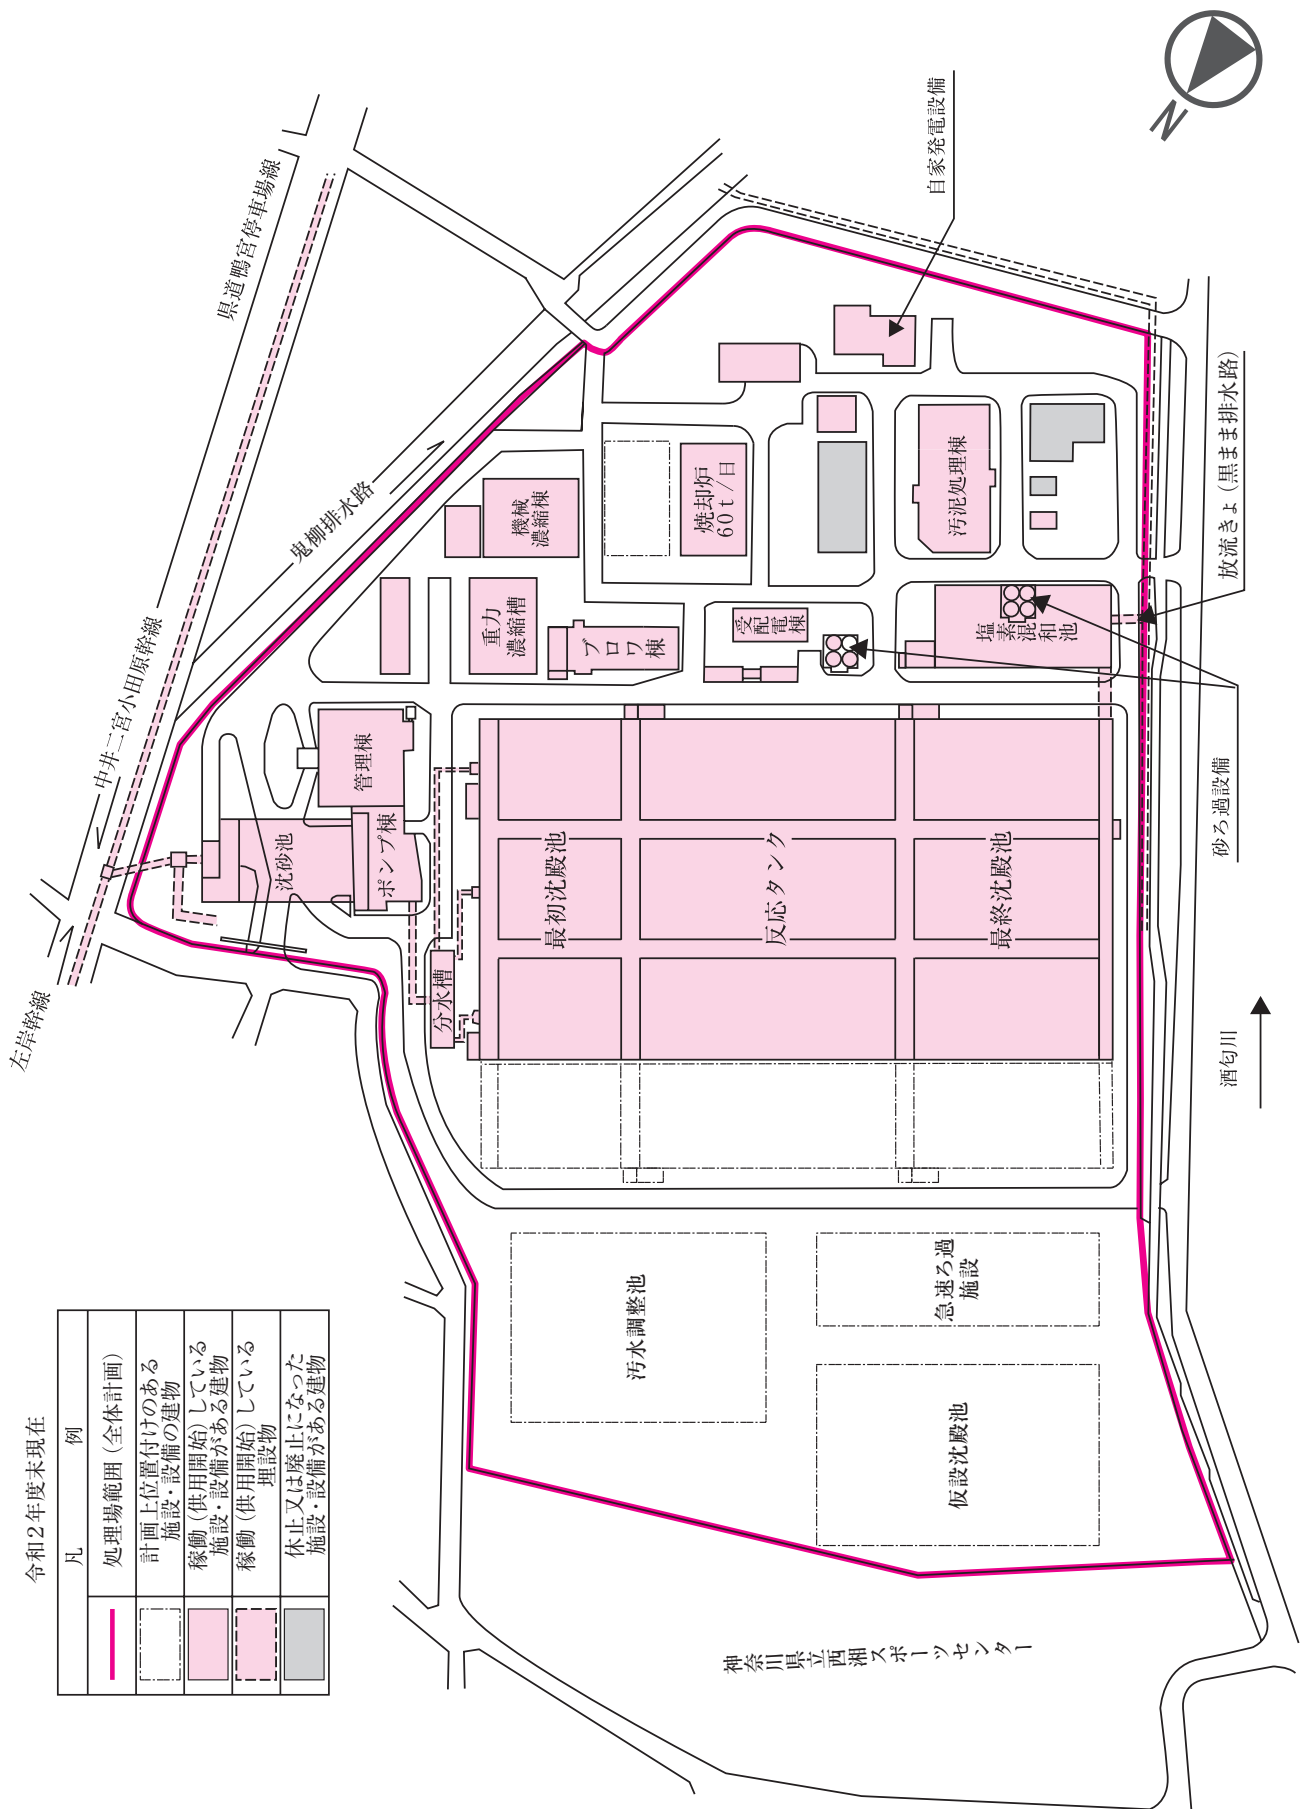 令和2年度末現在
凡例
処理場範囲（全体計画）
計画上位置付けのある
施設・設備の建物
稼働（供用開始）している
施設・設備がある建物
稼働（供用開始）している
埋設物
休止又は廃止になった
施設・設備がある建物
左岸幹線
中井二宮小田原幹線
県道鴨宮停車場線
鬼柳排水路
沈砂池
ポンプ棟
管理棟
分水槽
重力
濃縮槽
機械
濃縮棟
ブロワ
棟
焼却炉
60t/日
受配電棟
汚泥処理棟
塩素混和池
自家発電設備
放流きょ（黒まま排水路）
砂ろ過設備
最初沈殿池
反応タンク
最終沈殿池
汚水調整池
急速ろ過
施設
仮設沈殿池
酒匂川
神奈川県立西湘スポーツセンター
N